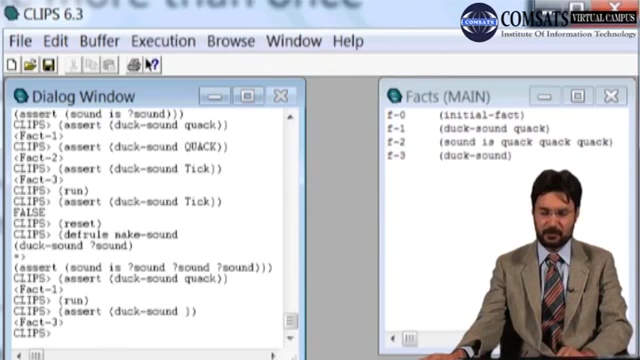 more than once
CLIPS 6.3
COMSATS
VIRTUAL CAMPUS
Institute Of Information Technology
COMSATS
File Edit Buffer Execution Browse Window Help
Dialog Window
(assert (sound is ?sound)))
CLIPS> (assert (duck-sound quack))
<Fact-1>
CLIPS> (assert (duck-sound QUACK))
<Fact-2>
CLIPS> (assert (duck-sound Tick))
<Fact-3>
CLIPS> (run)
CLIPS> (assert (duck-sound Tick))
FALSE
CLIPS> (reset)
CLIPS> (defrule make-sound
(duck-sound ?sound)
=>
(assert (sound is ?sound ?sound ?sound)))
CLIPS> (assert (duck-sound quack))
<Fact-1>
CLIPS> (run)
CLIPS> (assert (duck-sound ))
<Fact-3>
CLIPS>
Facts (MAIN)
f-0 (initial-fact)
f-1 (duck-sound quack)
f-2 (sound is quack quack quack)
f-3 (duck-sound)